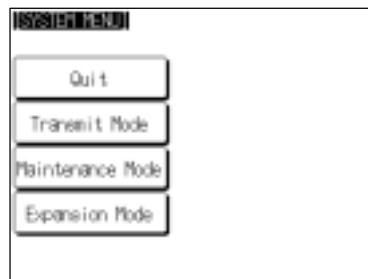 [SYSTEM MENU]
Quit
Transmit Mode
Maintenance Mode
Expansion Mode